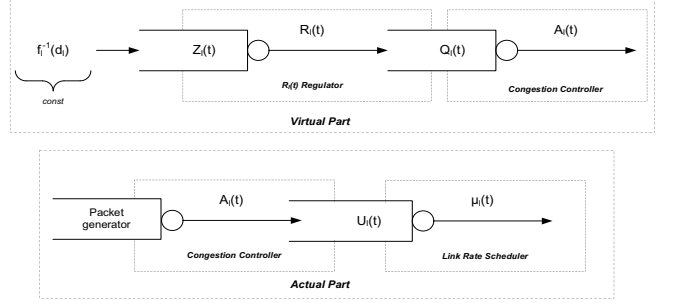 fₗ⁻¹(dₗ)
const
Zₗ(t)
Rₗ(t)
Qₗ(t)
Aₗ(t)
Rₗ(t) Regulator
Congestion Controller
Virtual Part
Packet
generator
Aₗ(t)
Uₗ(t)
μₗ(t)
Congestion Controller
Link Rate Scheduler
Actual Part